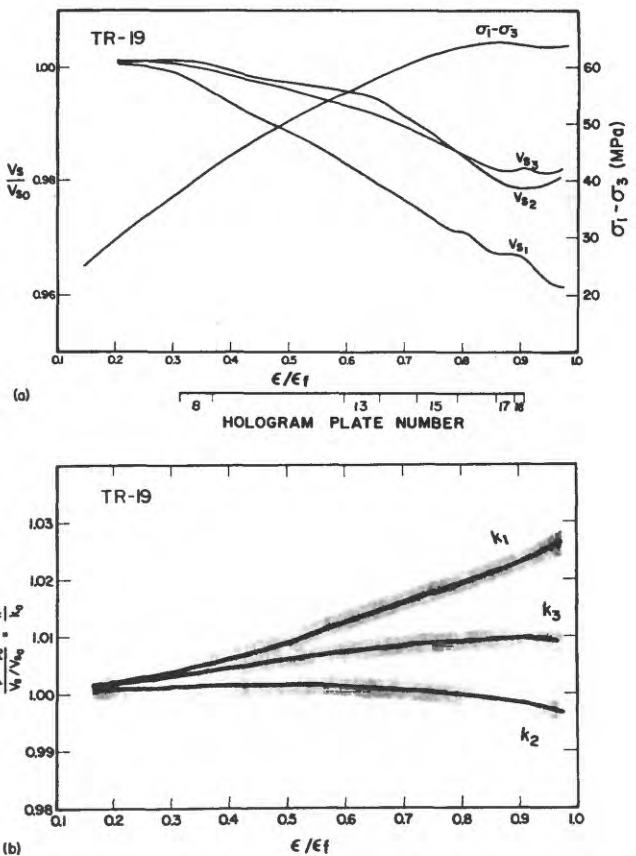 TR-19
σ₁-σ₃
1.00
0.98
0.96
Vs
Vs₀
Vs₃
Vs₂
Vs₁
60
50
40
30
20
σ₁-σ₃ (MPa)
0.1 0.2 0.3 0.4 0.5 0.6 0.7 0.8 0.9 1.0
ϵ/ϵf
(a)
8 13 15 17 18
HOLOGRAM PLATE NUMBER
TR-19
1.03
1.02
1.01
1.00
0.99
0.98
k₁
k₃
k₂
Vs/Vs₀ = k₀
0.1 0.2 0.3 0.4 0.5 0.6 0.7 0.8 0.9 1.0
ϵ/ϵf
(b)